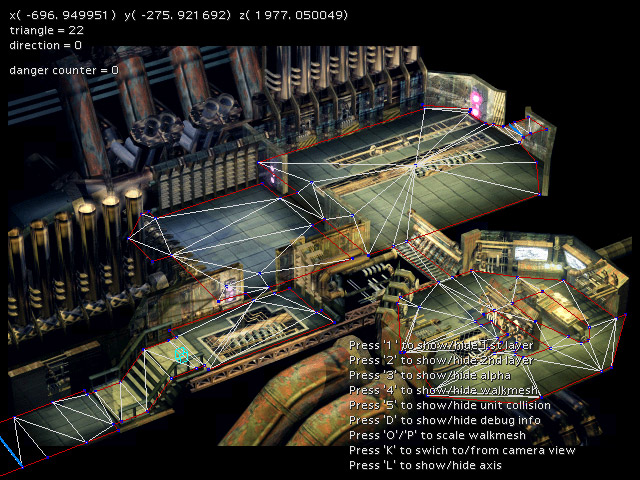 x( -696. 949951) y( -275. 921692) z( 1977. 050049)
triangle = 22
direction = 0
danger counter = 0
Press '1' to show/hide 1st layer
Press '2' to show/hide 2nd layer
Press '3' to show/hide alpha
Press '4' to show/hide walkmesh
Press '5' to show/hide unit collision
Press 'D' to show/hide debug info
Press 'O'/'P' to scale walkmesh
Press 'K' to swich to/from camera view
Press 'L' to show/hide axis